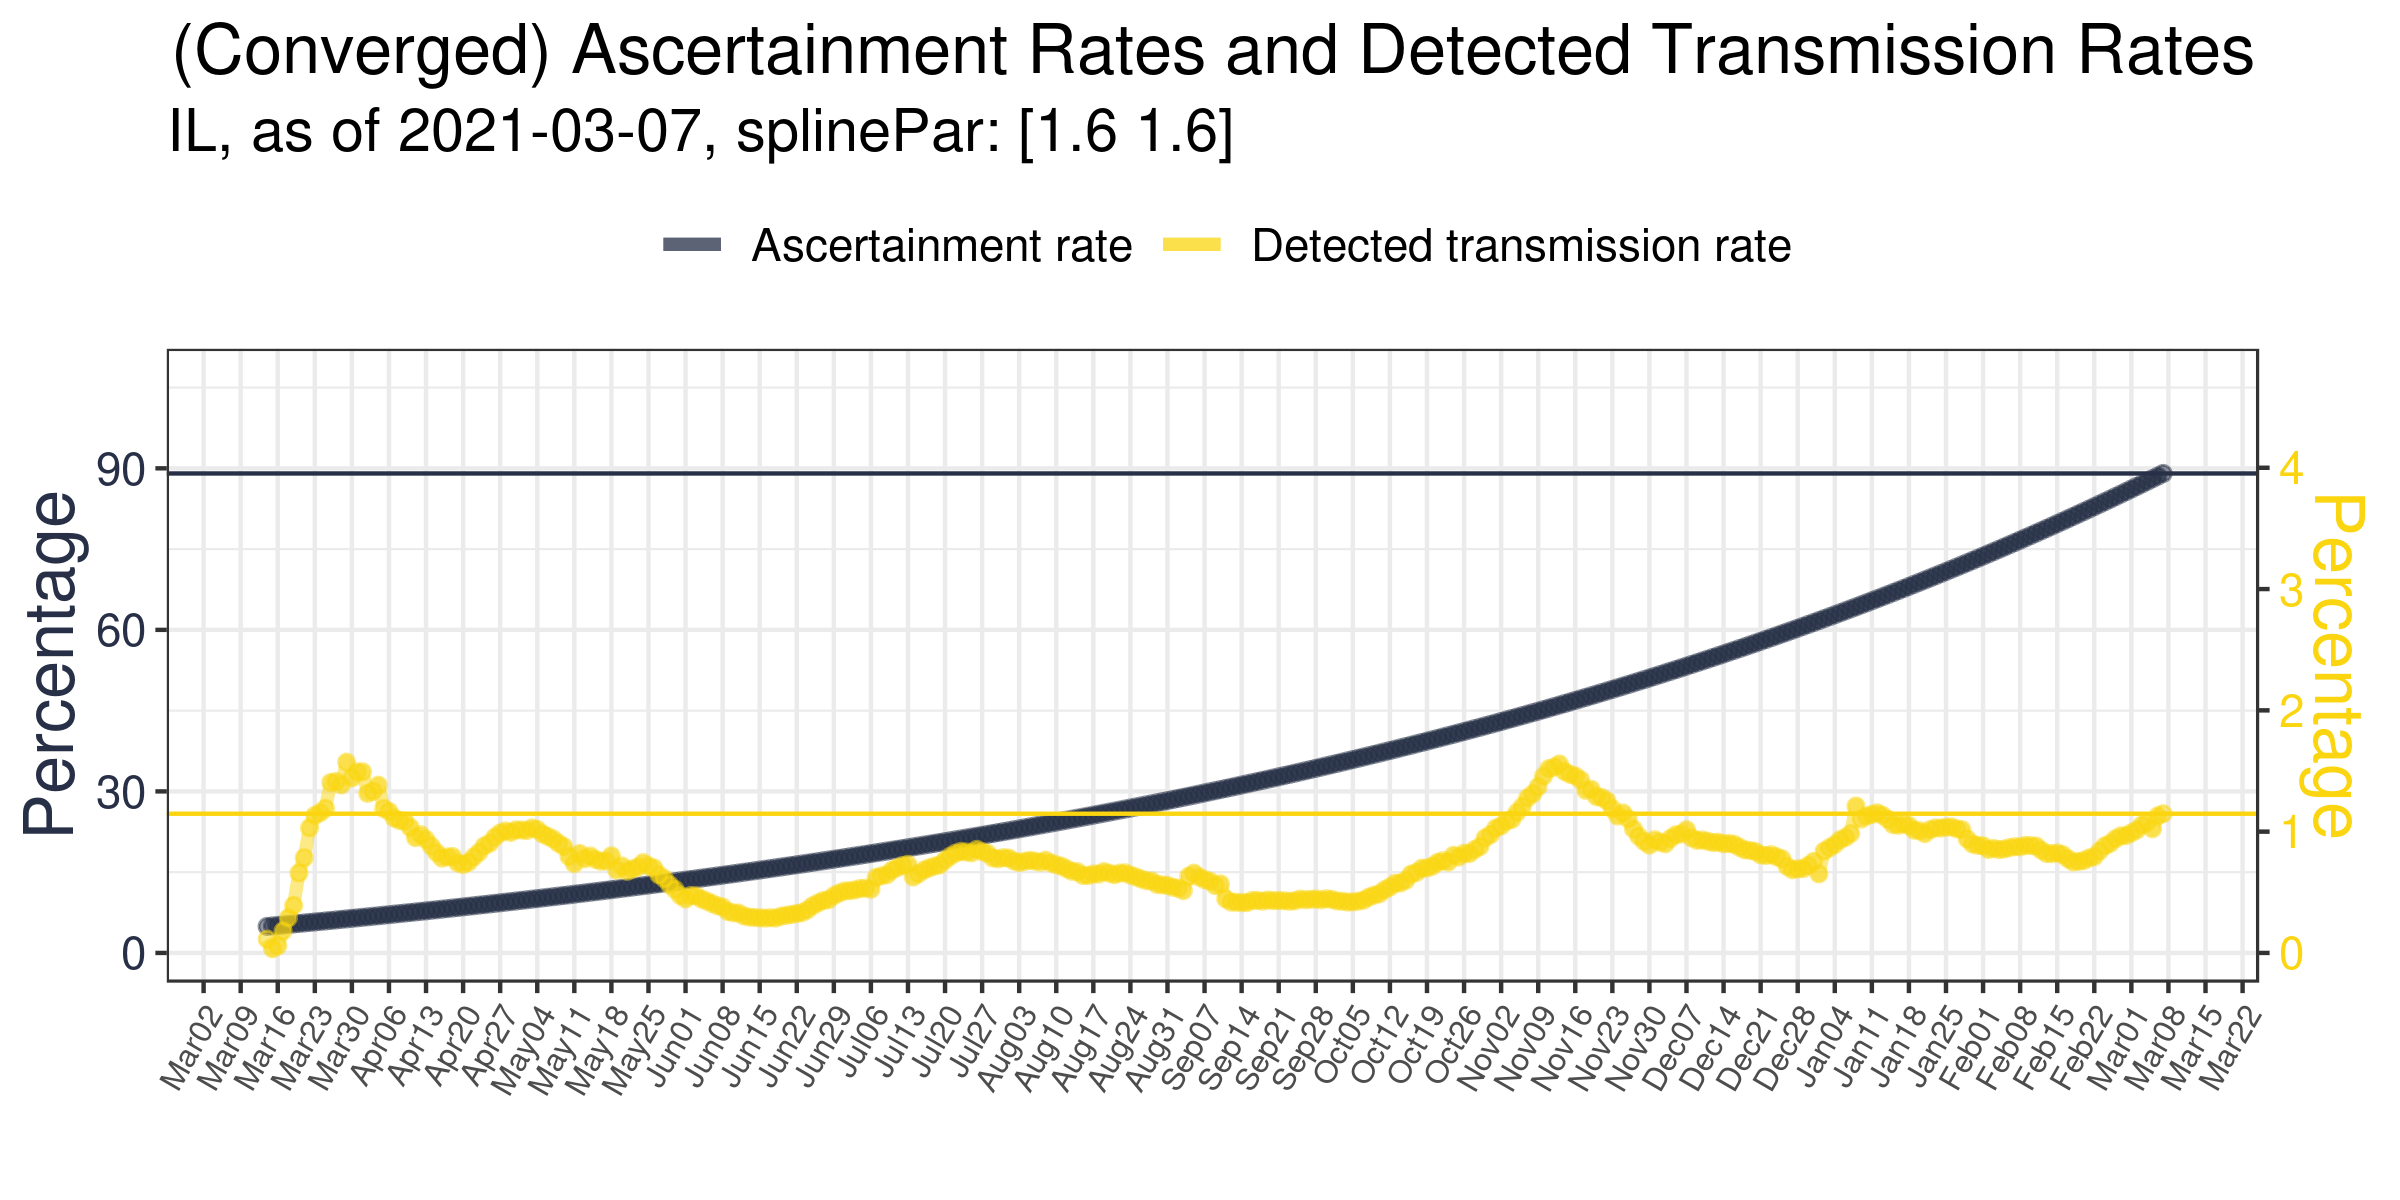 (Converged) Ascertainment Rates and Detected Transmission Rates
IL, as of 2021-03-07, splinePar: [1.6 1.6]
Ascertainment rate Detected transmission rate
Percentage
90
60
30
0
4
3
2
1
0
Percentage
Mar02 Mar09 Mar16 Mar23 Mar30 Apr06 Apr13 Apr20 Apr27 May04 May11 May18 May25 Jun01 Jun08 Jun15 Jun22 Jun29 Jul06 Jul13 Jul20 Jul27 Aug03 Aug10 Aug17 Aug24 Aug31 Sep07 Sep14 Sep21 Sep28 Oct05 Oct12 Oct19 Oct26 Nov02 Nov09 Nov16 Nov23 Nov30 Dec07 Dec14 Dec21 Dec28 Jan04 Jan11 Jan18 Jan25 Feb01 Feb08 Feb15 Feb22 Mar01 Mar08 Mar15 Mar22